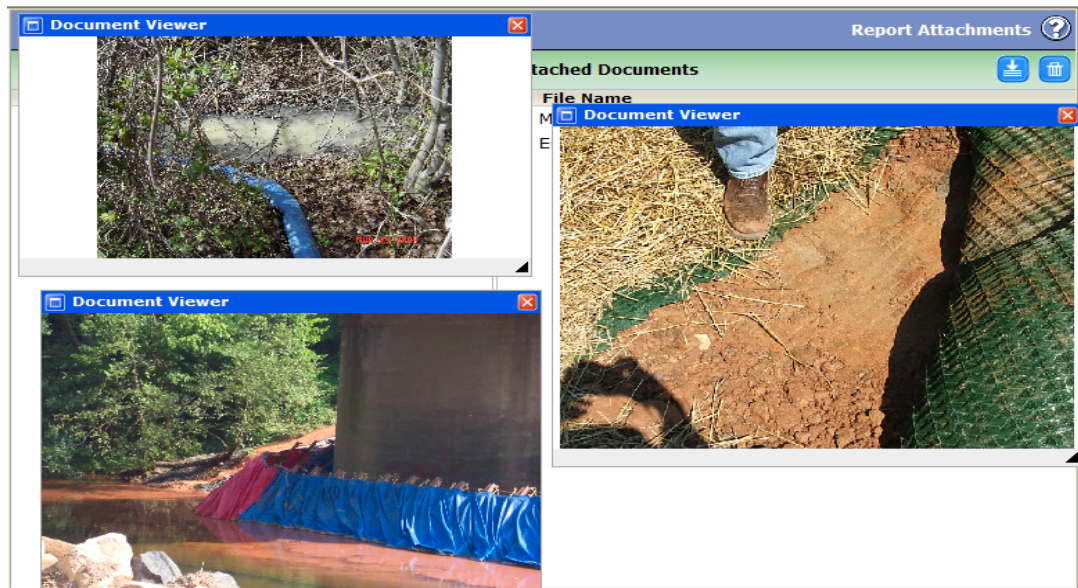 Document Viewer
Report Attachments
tached Documents
File Name
Document Viewer
M
E
Document Viewer